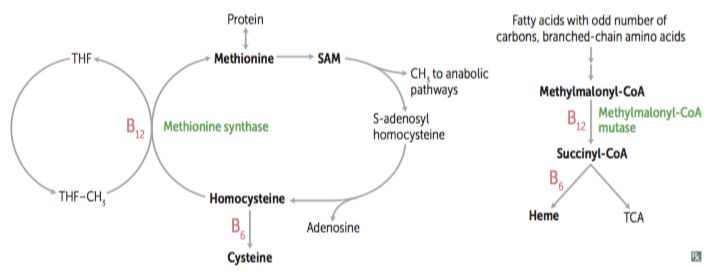 Protein
THF
Methionine
SAM
CH₃ to anabolic
pathways
B₁₂
Methionine synthase
S-adenosyl
homocysteine
THF–CH₃
Homocysteine
B₆
Adenosine
Cysteine
Fatty acids with odd number of
carbons, branched-chain amino acids
Methylmalonyl-CoA
B₁₂
Methylmalonyl-CoA
mutase
Succinyl-CoA
B₆
Heme
TCA